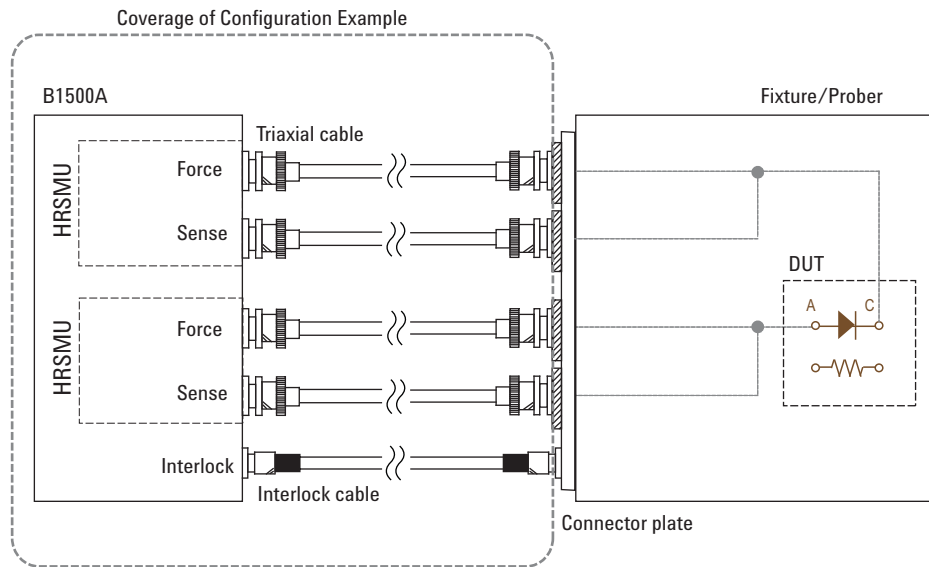 Coverage of Configuration Example
B1500A
Fixture/Prober
Triaxial cable
HRSMU
Force
Sense
DUT
A
C
HRSMU
Force
Sense
Interlock
Interlock cable
Connector plate